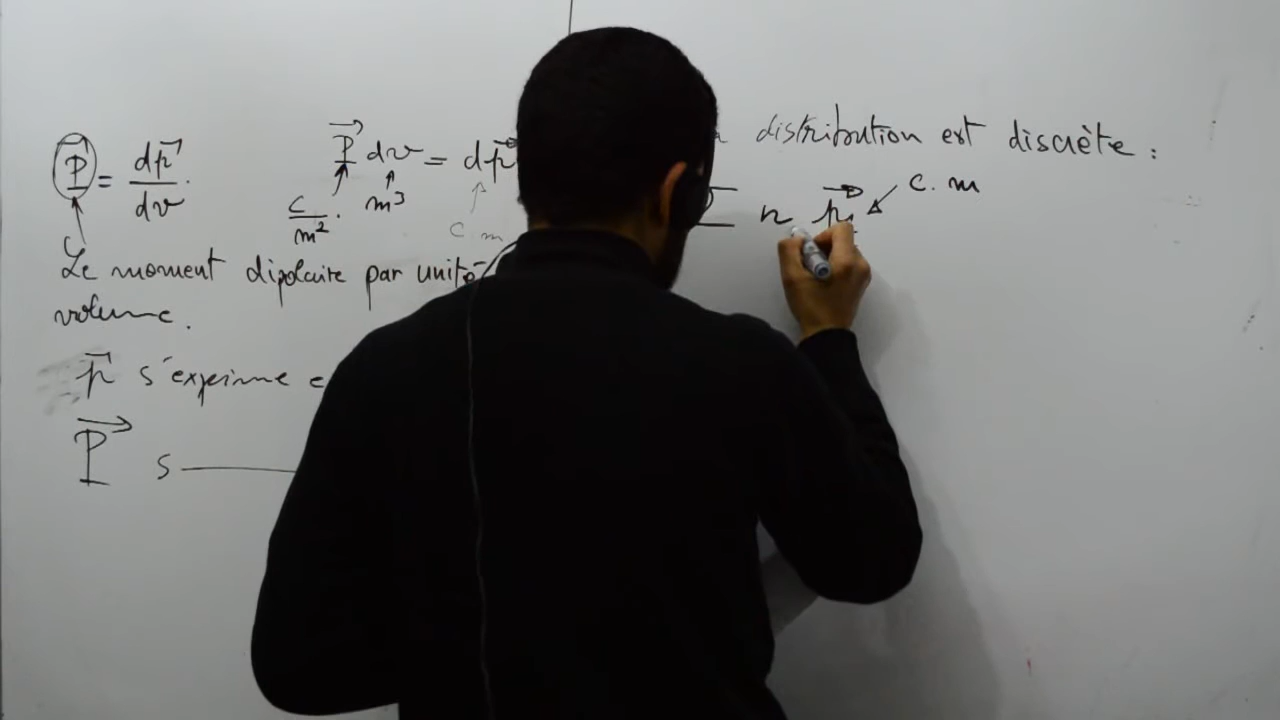 P⃗ = dp⃗/dv
P⃗ dv = dp⃗
C/m². m³
C.m
Le moment dipolaire par unité
volume.
p⃗ s'exprime
P⃗ s
distribution est discrète :
n p⃗ᵢ
C.m